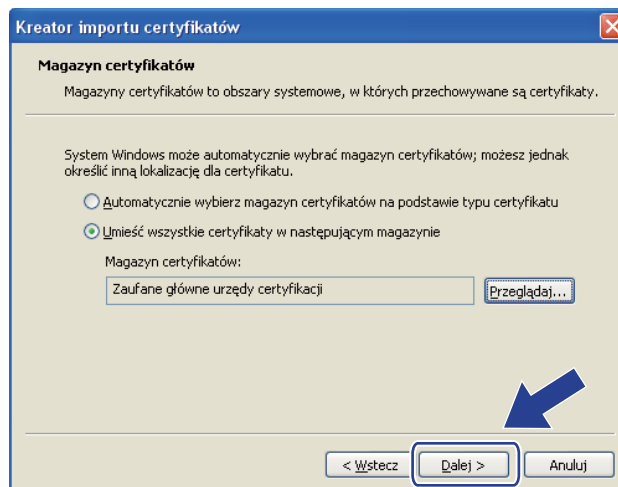 Kreator importu certyfikatów
Magazyn certyfikatów
Magazyny certyfikatów to obszary systemowe, w których przechowywane są certyfikaty.
System Windows może automatycznie wybrać magazyn certyfikatów; możesz jednak
określić inną lokalizację dla certyfikatu.
Automatycznie wybierz magazyn certyfikatów na podstawie typu certyfikatu
Umieść wszystkie certyfikaty w następującym magazynie
Magazyn certyfikatów:
Zaufane główne urzędy certyfikacji
Przeglądaj...
< Wstecz
Dalej >
Anuluj